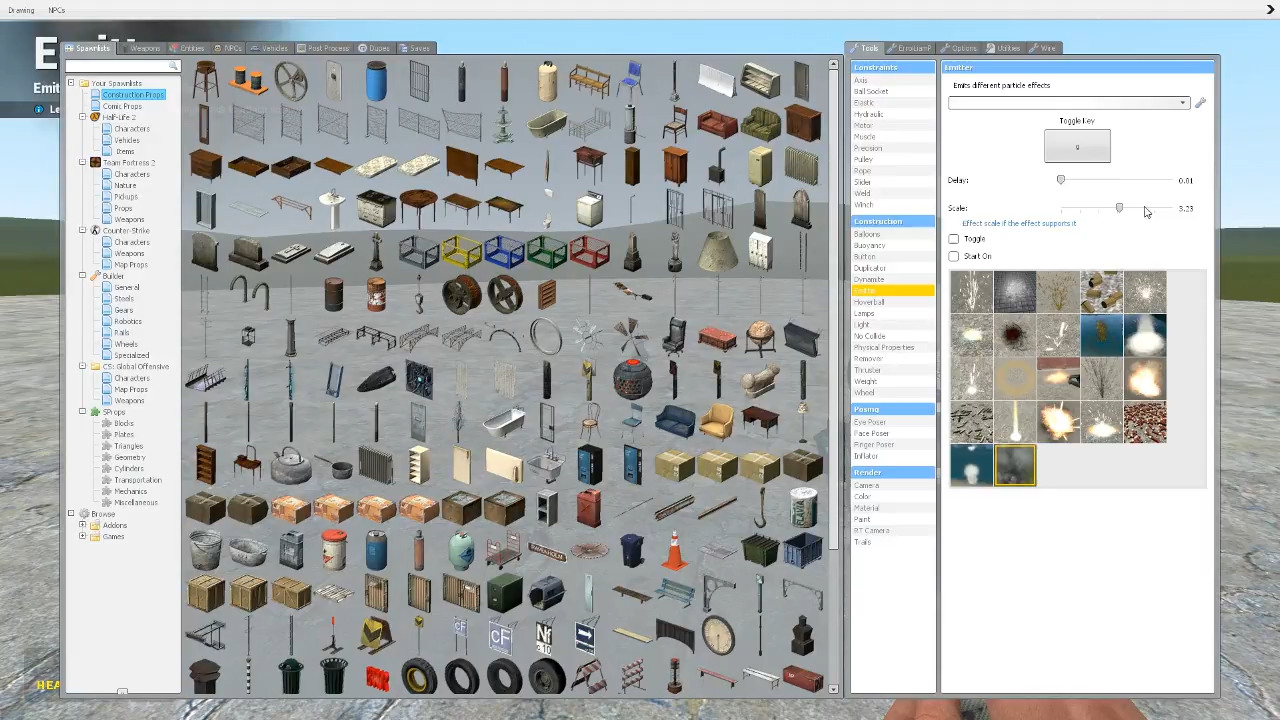 Drawing NPCs
Spawnlists Weapons Entities NPCs Vehicles Post Process Dupes Saves
Your Spawnlists
Construction Props
Comic Props
Half-Life 2
Characters
Vehicles
Items
Team Fortress 2
Characters
Nature
Pickups
Props
Weapons
Counter-Strike
Characters
Weapons
Map Props
Builder
General
Steels
Gears
Robotics
Rails
Wheels
Specialized
CS: Global Offensive
Characters
Map Props
Weapons
SProps
Blocks
Plates
Triangles
Geometry
Cylinders
Transportation
Mechanics
Miscellaneous
Browse
Addons
Games
RAVENHOLM
cF
cF
Nf
Tools Options Utilities Wire
Constraints
Axis
Ball Socket
Elastic
Hydraulic
Motor
Muscle
Precision
Pulley
Rope
Slider
Weld
Winch
Construction
Balloons
Buoyancy
Button
Duplicator
Dynamite
Emitter
Hoverball
Lamps
Light
No Collide
Physical Properties
Remover
Thruster
Weight
Wheel
Posing
Eye Poser
Face Poser
Finger Poser
Inflator
Render
Camera
Color
Material
Paint
RT Camera
Trails
Emitter
Emits different particle effects
Toggle Key
Delay: 0.01
Scale: 3.23
Effect scale if the effect supports it
Toggle
Start On